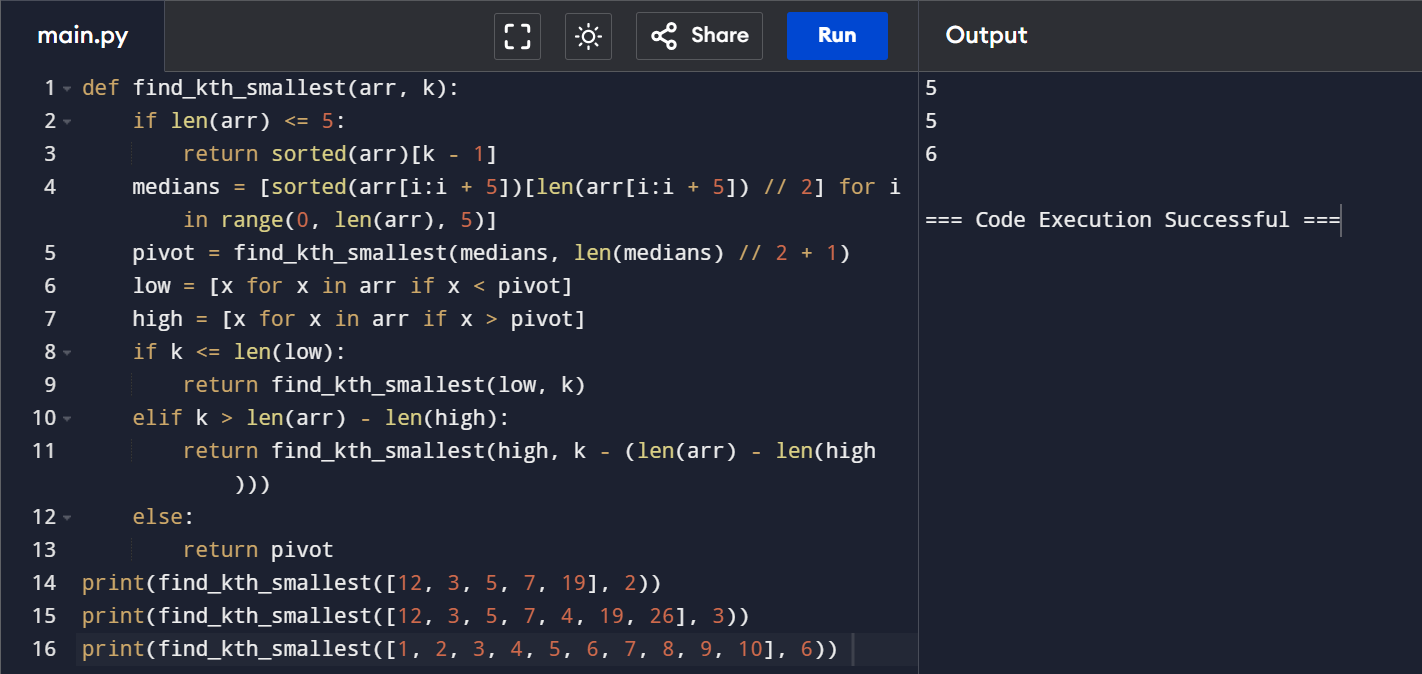 main.py Share Run Output
1 def find_kth_smallest(arr, k):
2     if len(arr) <= 5:
3         return sorted(arr)[k - 1]
4     medians = [sorted(arr[i:i + 5])[len(arr[i:i + 5]) // 2] for i
        in range(0, len(arr), 5)]
5     pivot = find_kth_smallest(medians, len(medians) // 2 + 1)
6     low = [x for x in arr if x < pivot]
7     high = [x for x in arr if x > pivot]
8     if k <= len(low):
9         return find_kth_smallest(low, k)
10     elif k > len(arr) - len(high):
11         return find_kth_smallest(high, k - (len(arr) - len(high
            )))
12     else:
13         return pivot
14 print(find_kth_smallest([12, 3, 5, 7, 19], 2))
15 print(find_kth_smallest([12, 3, 5, 7, 4, 19, 26], 3))
16 print(find_kth_smallest([1, 2, 3, 4, 5, 6, 7, 8, 9, 10], 6))
5
5
6
=== Code Execution Successful ===